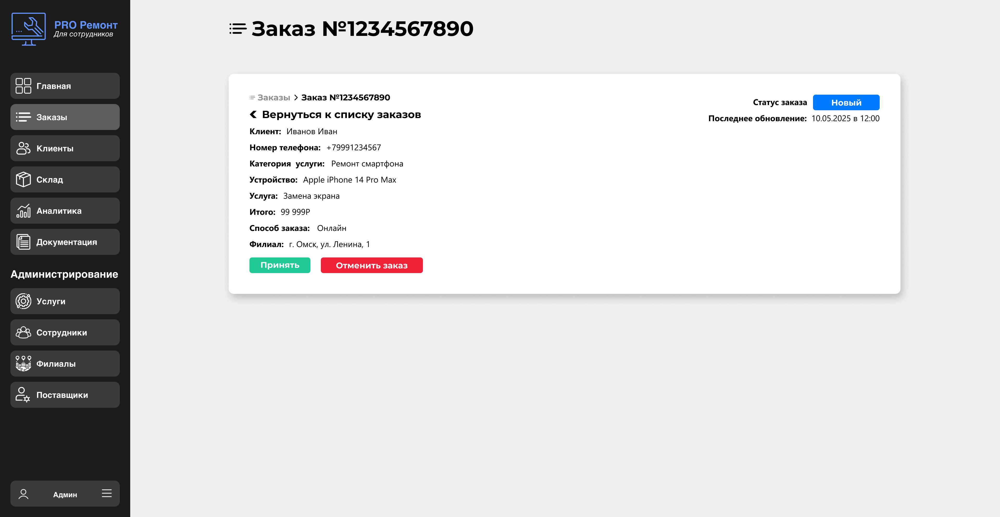 PRO Ремонт
Для сотрудников
Главная
Заказы
Клиенты
Склад
Аналитика
Документация
Администрирование
Услуги
Сотрудники
Филиалы
Поставщики
Админ
Заказ №1234567890
Заказы > Заказ №1234567890
Вернуться к списку заказов
Клиент: Иванов Иван
Номер телефона: +79991234567
Категория услуги: Ремонт смартфона
Устройство: Apple iPhone 14 Pro Max
Услуга: Замена экрана
Итого: 99 999Р
Способ заказа: Онлайн
Филиал: г. Омск, ул. Ленина, 1
Принять Отменить заказ
Статус заказа Новый
Последнее обновление: 10.05.2025 в 12:00